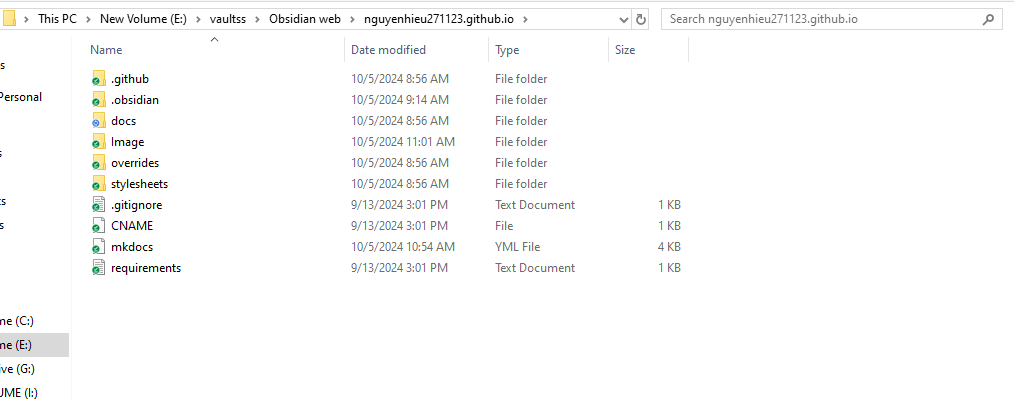 This PC > New Volume (E:) > vaultss > Obsidian web > nguyenhieu271123.github.io >
Search nguyenhieu271123.github.io
Name Date modified Type Size
.github 10/5/2024 8:56 AM File folder
.obsidian 10/5/2024 9:14 AM File folder
docs 10/5/2024 8:56 AM File folder
Image 10/5/2024 11:01 AM File folder
overrides 10/5/2024 8:56 AM File folder
stylesheets 10/5/2024 8:56 AM File folder
.gitignore 9/13/2024 3:01 PM Text Document 1 KB
CNAME 9/13/2024 3:01 PM File 1 KB
mkdocs 10/5/2024 10:54 AM YML File 4 KB
requirements 9/13/2024 3:01 PM Text Document 1 KB
Personal
me (C:)
me (E:)
ive (G:)
UME (I:)